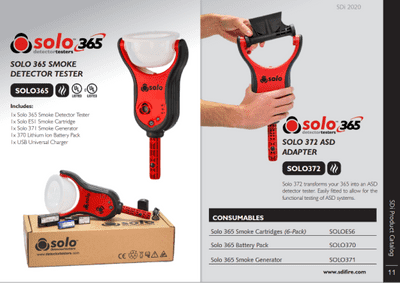 solo 365
detectortesters
SOLO 365 SMOKE
DETECTOR TESTER
SOLO365
Includes:
1x Solo 365 Smoke Detector Tester
1x Solo ES1 Smoke Cartridge
1x Solo 371 Smoke Generator
1x 370 Lithium Ion Battery Pack
1x USB Universal Charger
solo
solo
SDi 2020
solo
solo 365
detectortesters
SOLO 372 ASD
ADAPTER
SOLO372
Solo 372 transforms your 365 into an ASD
detector tester. Easily fitted to allow for the
functional testing of ASD systems.
CONSUMABLES
Solo 365 Smoke Cartridges (6-Pack) SOLOES6
Solo 365 Battery Pack SOLO370
Solo 365 Smoke Generator SOLO371
www.sdifire.com
SDi Product Catalog
11